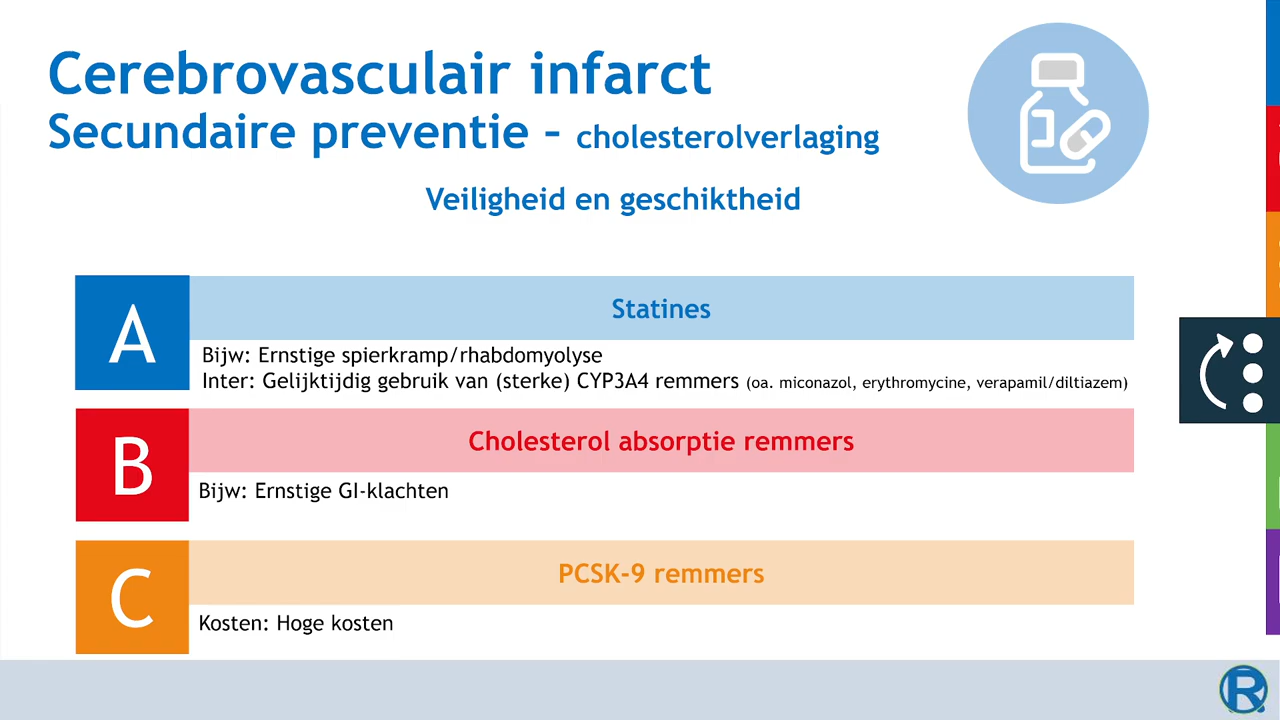 Cerebrovasculair infarct
Secundaire preventie – cholesterolverlaging
Veiligheid en geschiktheid
A
Statines
Bijw: Ernstige spierkramp/rhabdomyolyse
Inter: Gelijktijdig gebruik van (sterke) CYP3A4 remmers (oa. miconazol, erythromycine, verapamil/diltiazem)
B
Cholesterol absorptie remmers
Bijw: Ernstige GI-klachten
C
PCSK-9 remmers
Kosten: Hoge kosten
R